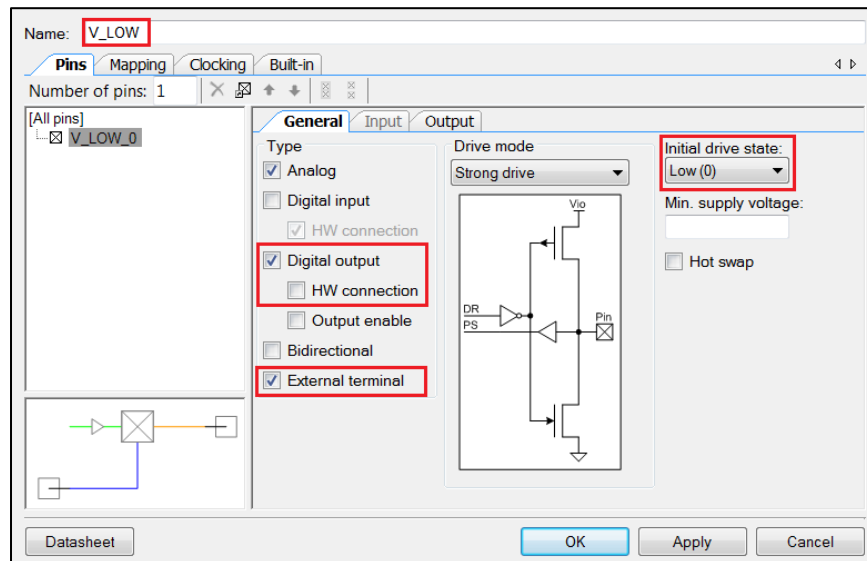 Name: V_LOW
Pins Mapping Clocking Built-in
Number of pins: 1
[All pins]
V_LOW_0
General Input Output
Type
Analog
Digital input
HW connection
Digital output
HW connection
Output enable
Bidirectional
External terminal
Drive mode
Strong drive
Vio
DR
PS
Pin
Initial drive state:
Low (0)
Min. supply voltage:
Hot swap
Datasheet OK Apply Cancel